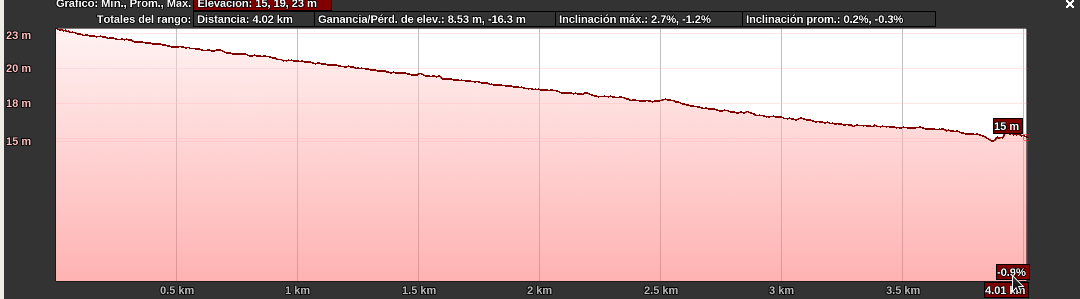 Gráfico: Mín., Prom., Máx. Elevación: 15, 19, 23 m
Totales del rango: Distancia: 4.02 km Ganancia/Pérd. de elev.: 8.53 m, -16.3 m Inclinación máx.: 2.7%, -1.2% Inclinación prom.: 0.2%, -0.3%
23 m
20 m
18 m
15 m
15 m
-0.9%
0.5 km 1 km 1.5 km 2 km 2.5 km 3 km 3.5 km 4.01 km